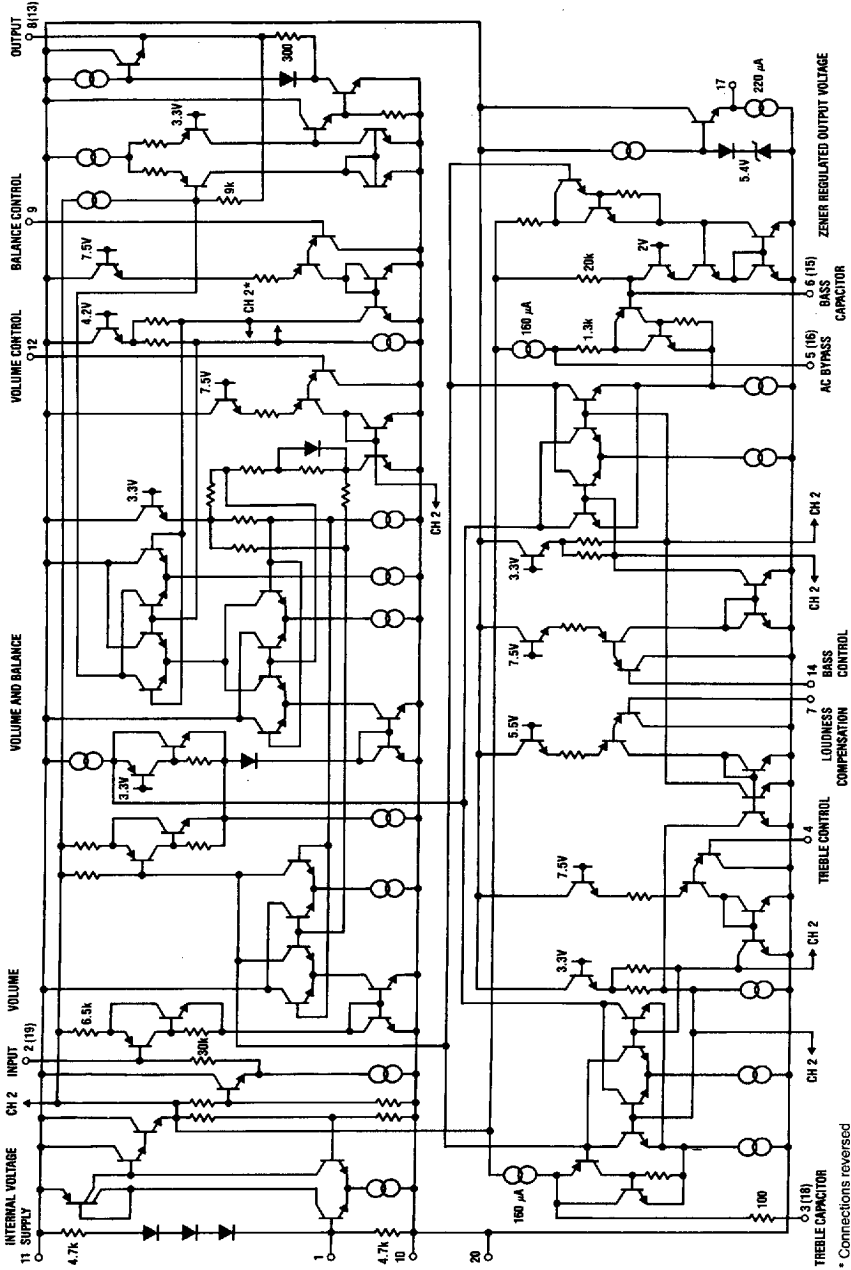 INTERNAL VOLTAGE
SUPPLY
CH 2
INPUT
VOLUME
VOLUME AND BALANCE
VOLUME CONTROL
BALANCE CONTROL
OUTPUT
11
2 (19)
12
9
8 (13)
4.7k
6.5k
30k
3.3V
3.3V
7.5V
4.2V
CH 2*
7.5V
9k
3.3V
300
1
4.7k
10
CH 2
20
160 µA
3.3V
7.5V
5.5V
7.5V
3.3V
160 µA
1.3k
20k
2V
5.4V
17
220 µA
100
3 (18)
TREBLE CAPACITOR
CH 2
CH 2
4
TREBLE CONTROL
7
LOUDNESS
COMPENSATION
14
BASS
CONTROL
CH 2
CH 2
5 (16)
AC BYPASS
6 (15)
BASS
CAPACITOR
ZENER REGULATED OUTPUT VOLTAGE
* Connections reversed